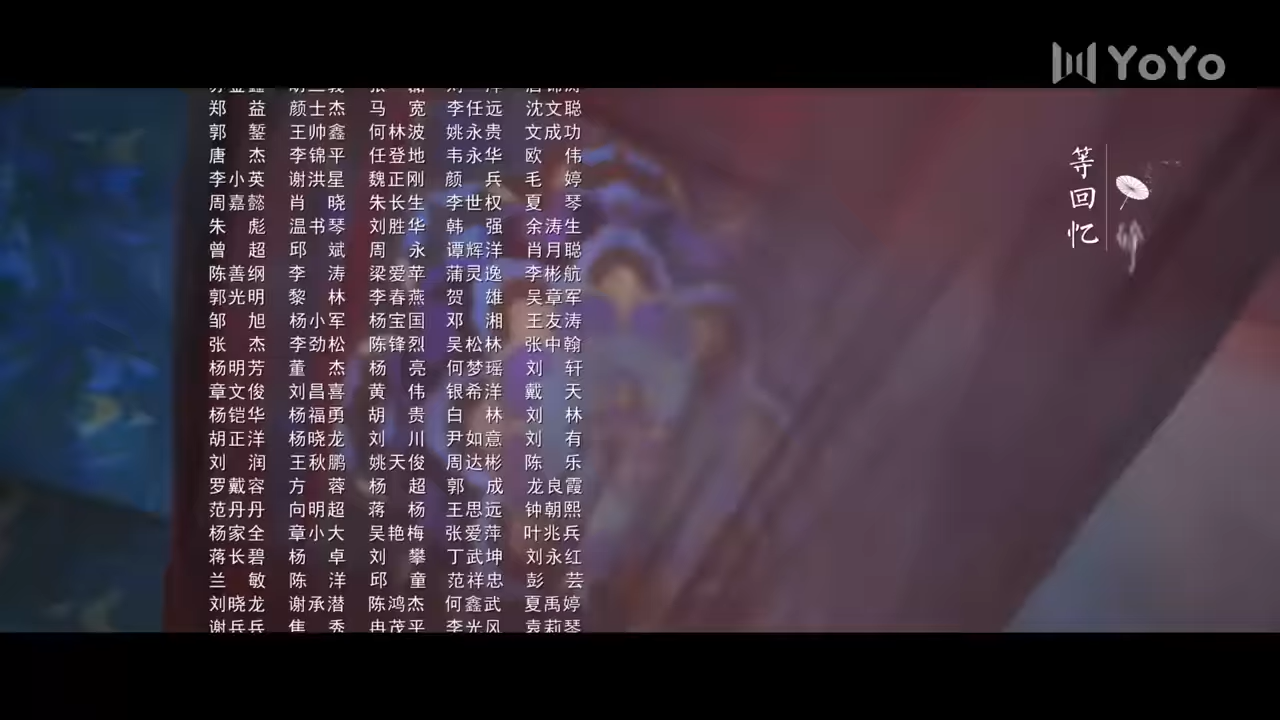 YoYo
郑 益 颜士杰 马 宽 李任远 沈文聪
郭 錾 王帅鑫 何林波 姚永贵 文成功
唐 杰 李锦平 任登地 韦永华 欧 伟
李小英 谢洪星 魏正刚 颜 兵 毛 婷
周嘉懿 肖 晓 朱长生 李世权 夏 琴
朱 彪 温书琴 刘胜华 韩 强 余涛生
曾 超 邱 斌 周 永 谭辉洋 肖月聪
陈善纲 李 涛 梁爱苹 蒲灵逸 李彬航
郭光明 黎 林 李春燕 贺 雄 吴章军
邹 旭 杨小军 杨宝国 邓 湘 王友涛
张 杰 李劲松 陈锋烈 吴松林 张中翰
杨明芳 董 杰 杨 亮 何梦瑶 刘 轩
章文俊 刘昌喜 黄 伟 银希洋 戴 天
杨铠华 杨福勇 胡 贵 白 林 刘 林
胡正洋 杨晓龙 刘 川 尹如意 刘 有
刘 润 王秋鹏 姚天俊 周达彬 陈 乐
罗戴容 方 蓉 杨 超 郭 成 龙良霞
范丹丹 向明超 蒋 杨 王思远 钟朝熙
杨家全 章小大 吴艳梅 张爱萍 叶兆兵
蒋长碧 杨 卓 刘 攀 丁武坤 刘永红
兰 敏 陈 洋 邱 童 范祥忠 彭 芸
刘晓龙 谢承潜 陈鸿杰 何鑫武 夏禹婷
谢兵兵 焦 秀 冉茂平 李光风 袁莉琴
等回忆